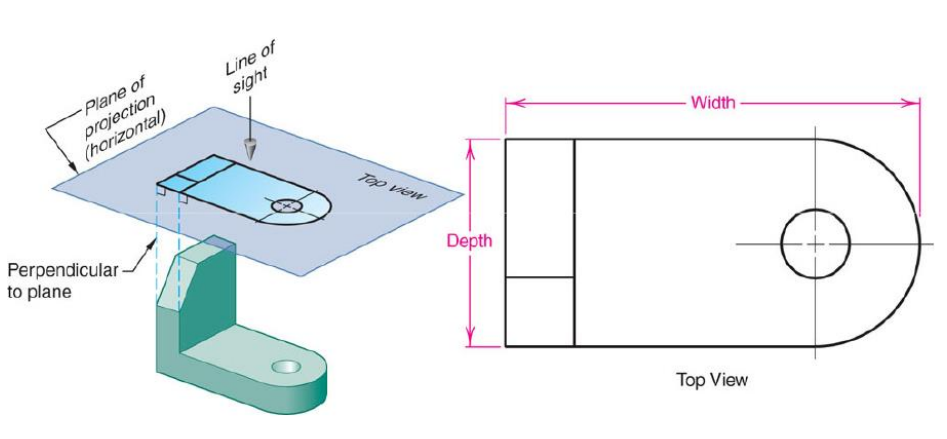 Line of
sight
Plane of
projection
(horizontal)
Top view
Perpendicular
to plane
Width
Depth
Top View